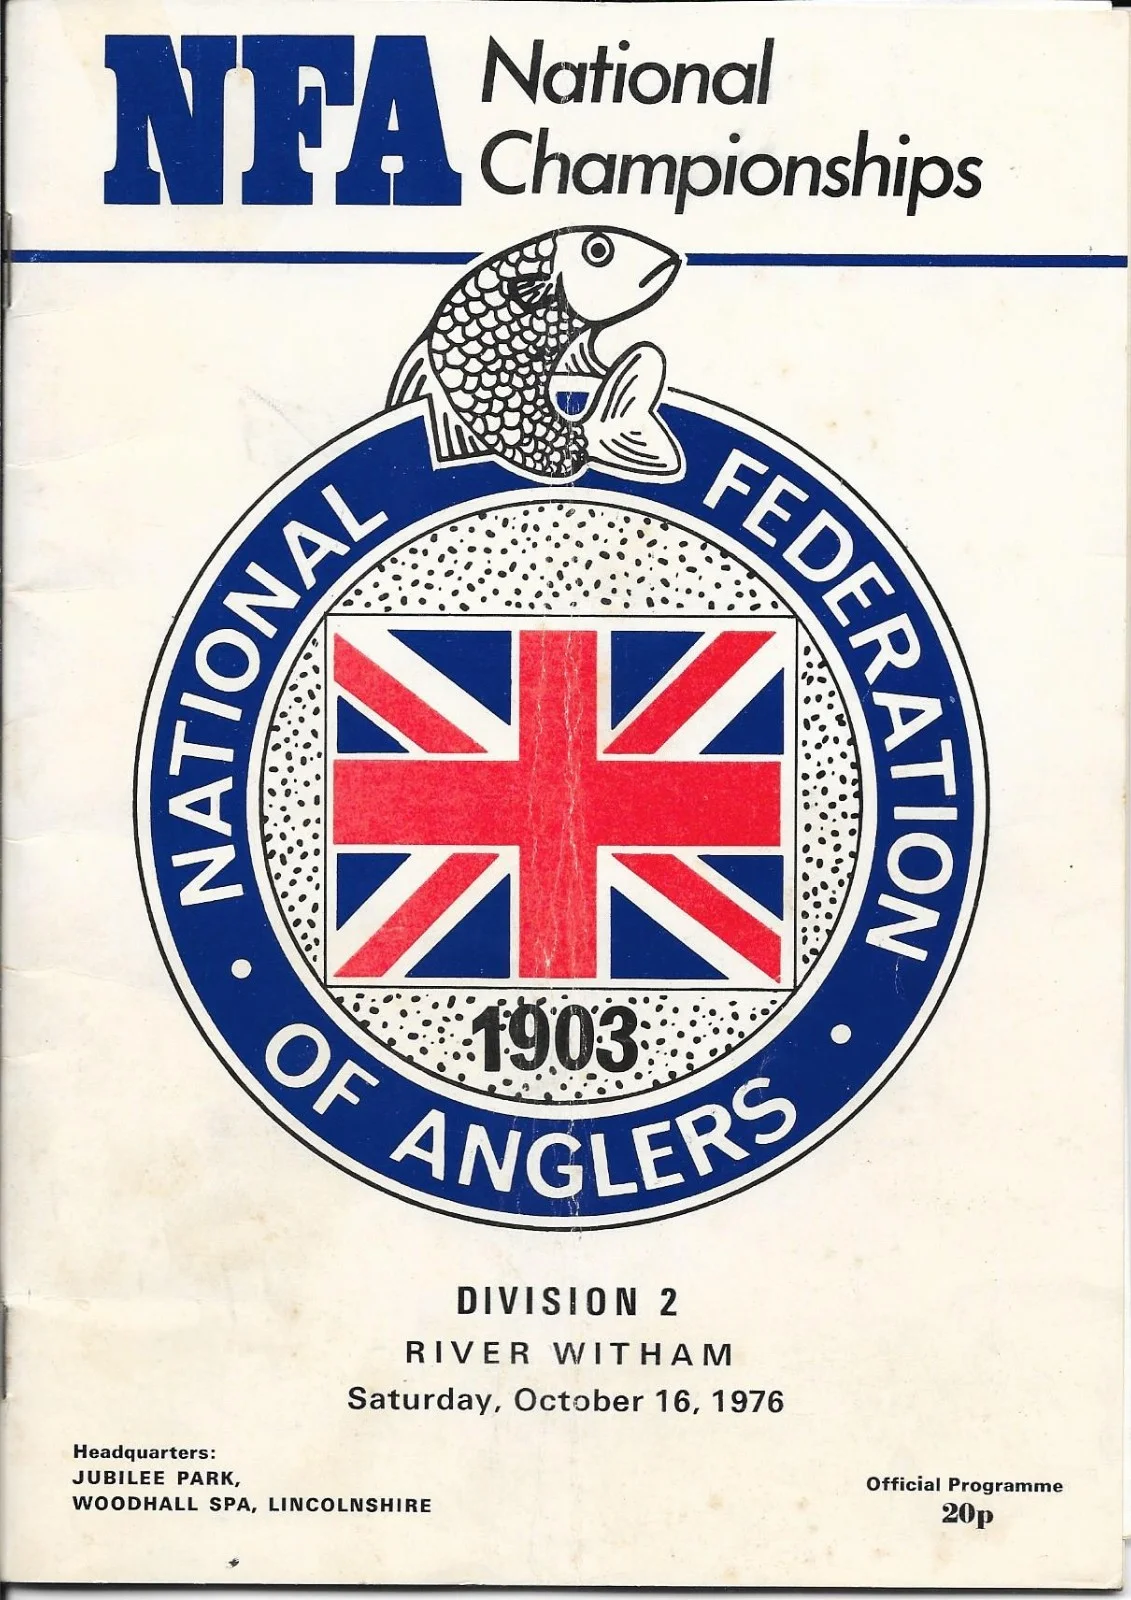 NFA National
Championships
NATIONAL FEDERATION
OF ANGLERS
1903
DIVISION 2
RIVER WITHAM
Saturday, October 16, 1976
Headquarters:
JUBILEE PARK,
WOODHALL SPA, LINCOLNSHIRE
Official Programme
20p